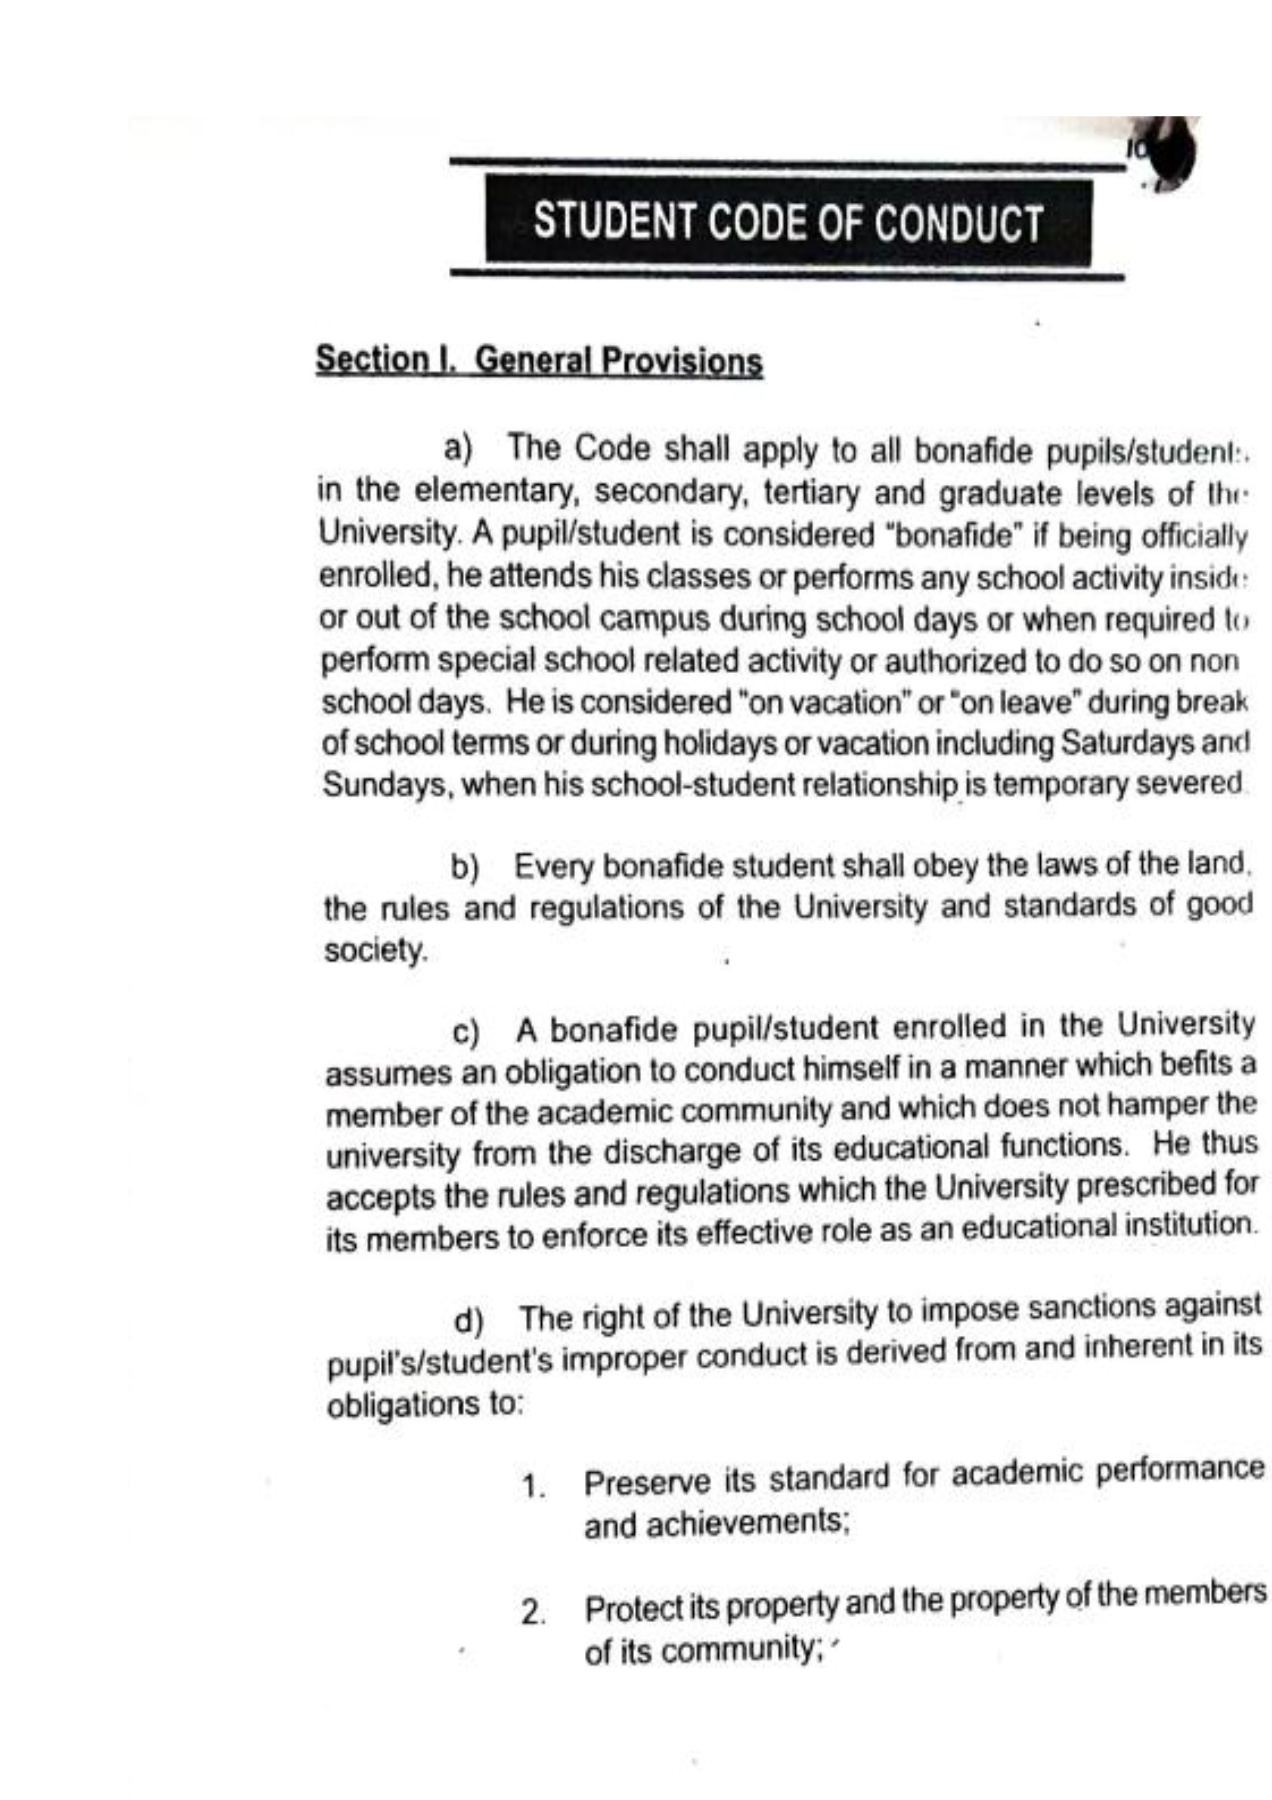 STUDENT CODE OF CONDUCT
Section I. General Provisions
a) The Code shall apply to all bonafide pupils/students
in the elementary, secondary, tertiary and graduate levels of the
University. A pupil/student is considered "bonafide" if being officially
enrolled, he attends his classes or performs any school activity inside
or out of the school campus during school days or when required to
perform special school related activity or authorized to do so on non
school days. He is considered "on vacation" or "on leave" during break
of school terms or during holidays or vacation including Saturdays and
Sundays, when his school-student relationship is temporary severed.
b) Every bonafide student shall obey the laws of the land,
the rules and regulations of the University and standards of good
society.
c) A bonafide pupil/student enrolled in the University
assumes an obligation to conduct himself in a manner which befits a
member of the academic community and which does not hamper the
university from the discharge of its educational functions. He thus
accepts the rules and regulations which the University prescribed for
its members to enforce its effective role as an educational institution.
d) The right of the University to impose sanctions against
pupil's/student's improper conduct is derived from and inherent in its
obligations to:
1. Preserve its standard for academic performance
and achievements;
2. Protect its property and the property of the members
of its community;